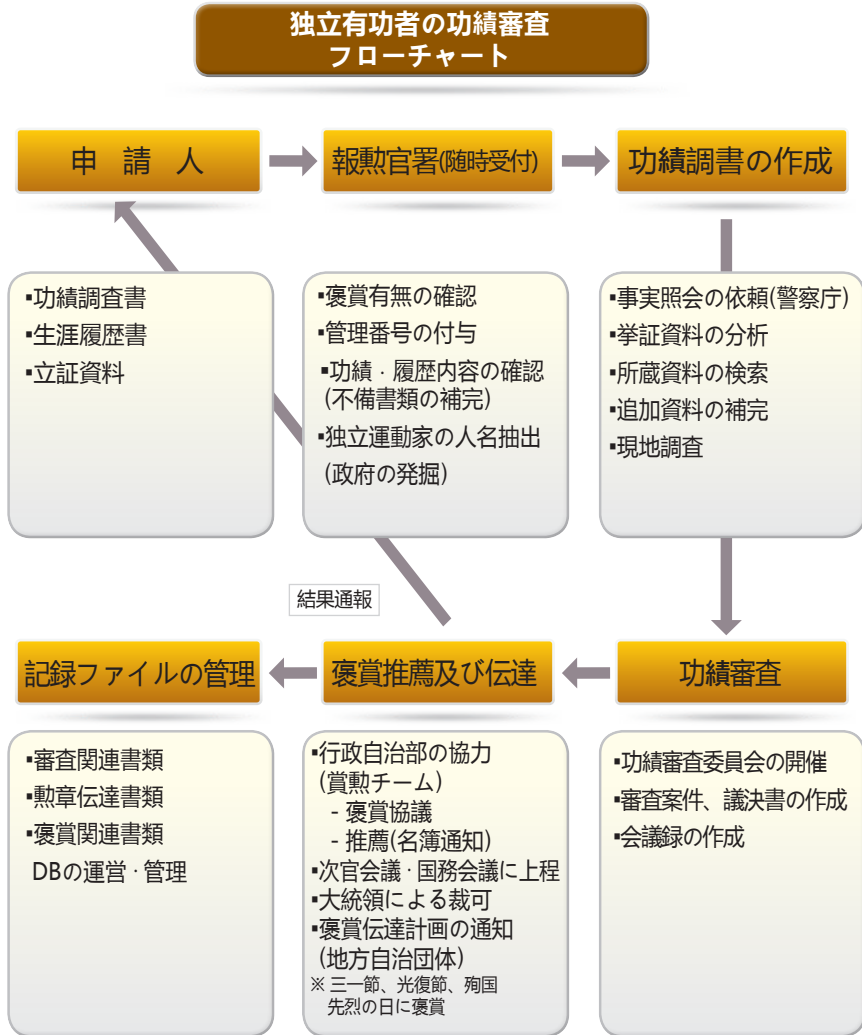 独立有功者の功績審査
フローチャート
申 請 人
報勲官署(随時受付)
功績調書の作成
▪功績調査書
▪生涯履歴書
▪立証資料
▪褒賞有無の確認
▪管理番号の付与
▪功績 · 履歴内容の確認
(不備書類の補完)
▪独立運動家の人名抽出
(政府の発掘)
▪事実照会の依頼(警察庁)
▪挙証資料の分析
▪所蔵資料の検索
▪追加資料の補完
▪現地調査
結果通報
記録ファイルの管理
褒賞推薦及び伝達
功績審査
▪審査関連書類
▪勲章伝達書類
▪褒賞関連書類
DBの運営 · 管理
▪行政自治部の協力
(賞勲チーム)
- 褒賞協議
- 推薦(名簿通知)
▪次官会議 · 国務会議に上程
▪大統領による裁可
▪褒賞伝達計画の通知
(地方自治団体)
※ 三一節、光復節、殉国
先烈の日に褒賞
▪功績審査委員会の開催
▪審査案件、議決書の作成
▪会議録の作成